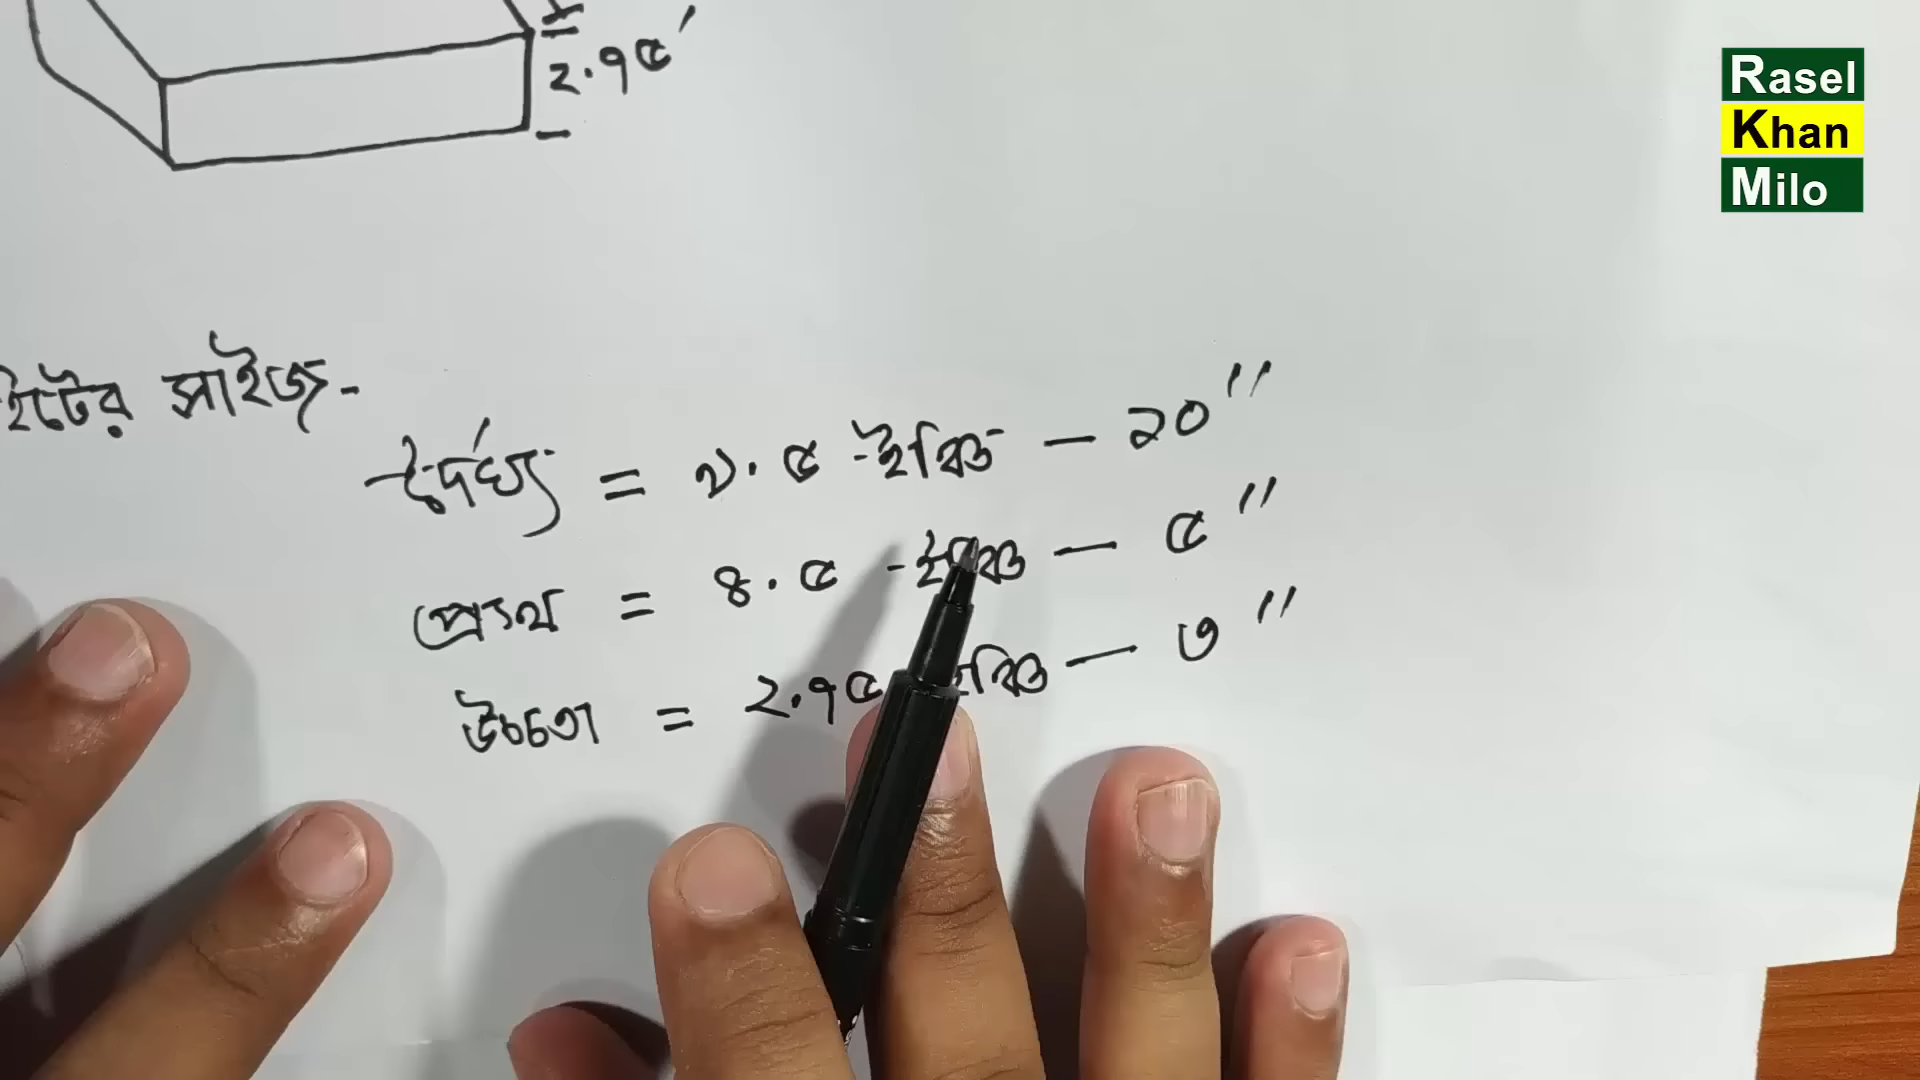 ২.৭৫'
Rasel
Khan
Milo
ইটের সাইজ-
দৈর্ঘ্য = ৯.৫ ইঞ্চি — ১০"
প্রস্থ = ৪.৫ ইঞ্চি — ৫"
উচ্চতা = ২.৭৫ ইঞ্চি — ৩"